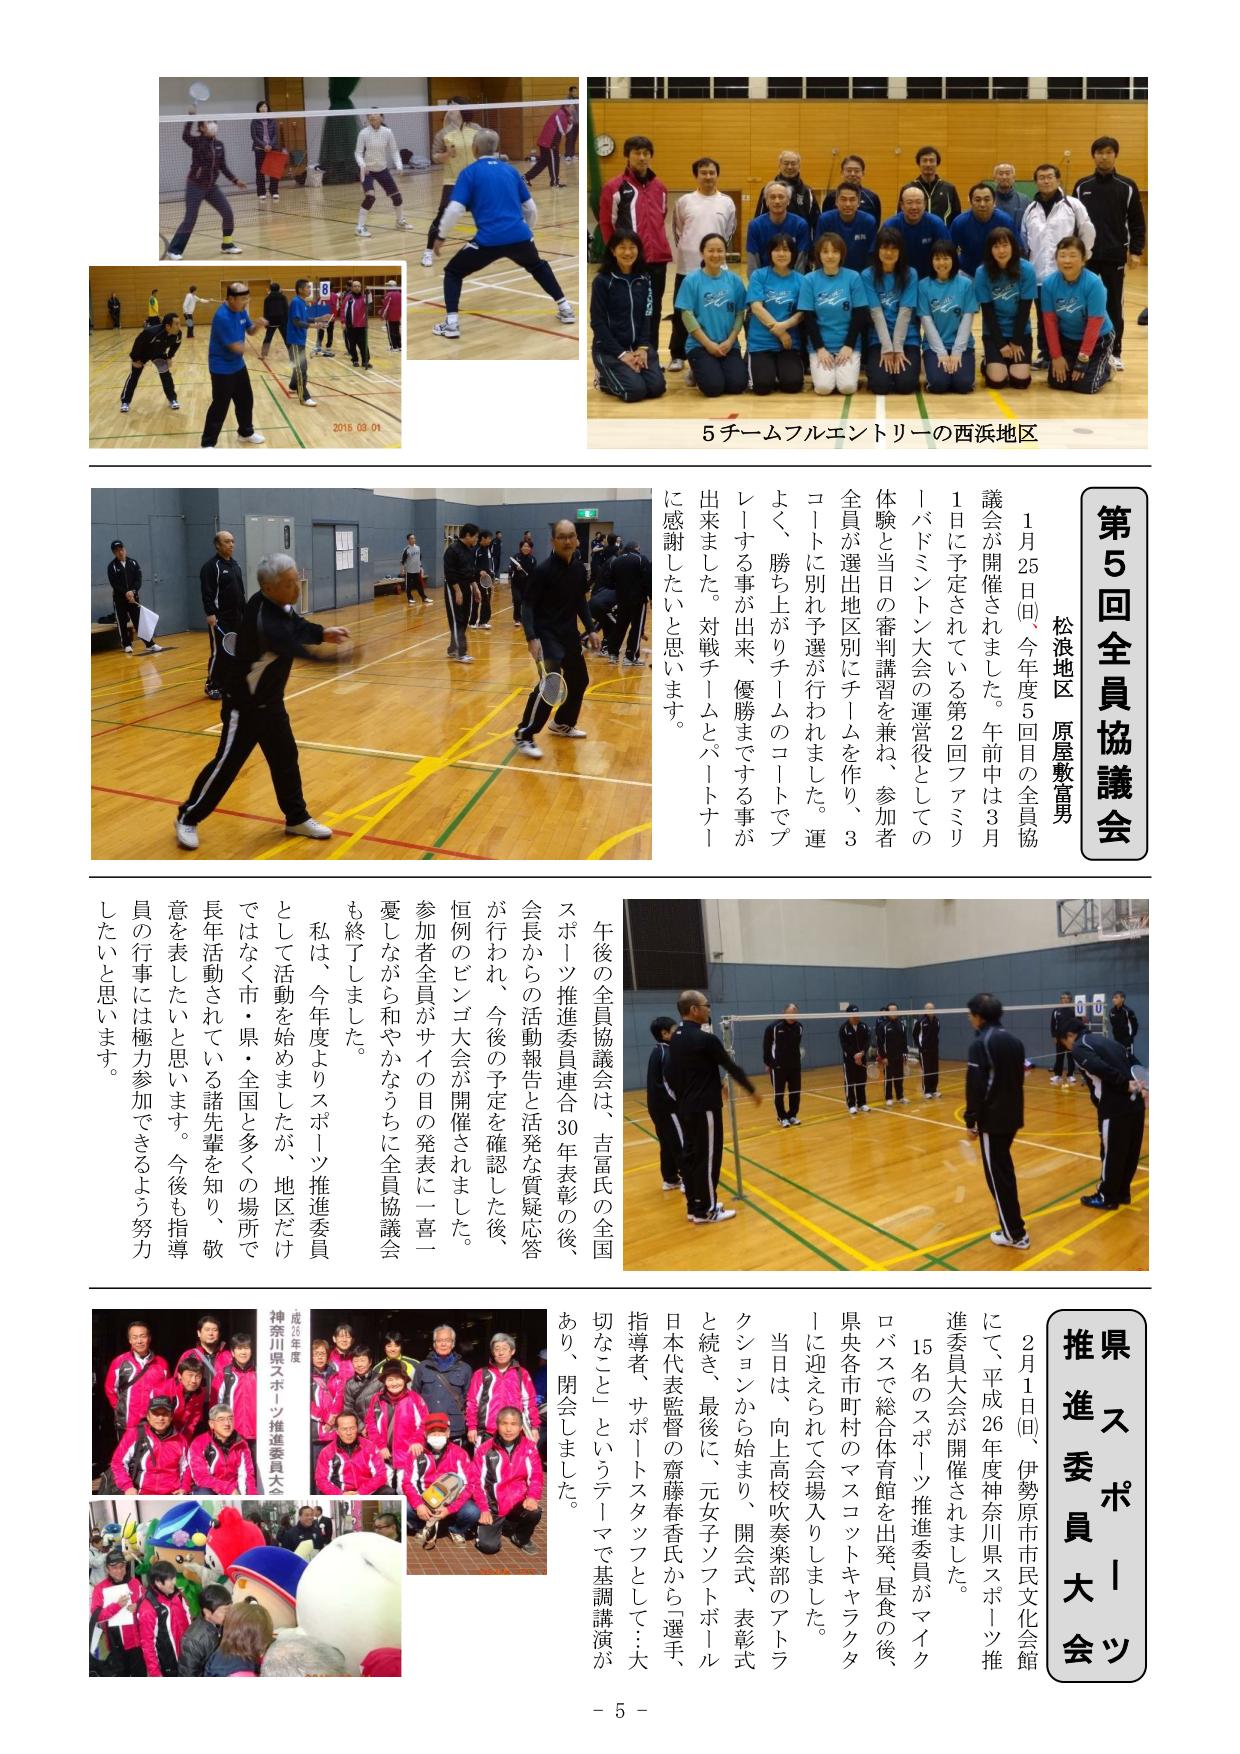 2015 03 01
5チームフルエントリーの西浜地区
第5回全員協議会
松浪地区 原屋敷富男
1月25日(日)、今年度5回目の全員協
議会が開催されました。午前中は3月
1日に予定されている第2回ファミリ
ーバドミントン大会の運営役としての
体験と当日の審判講習を兼ね、参加者
全員が選出地区別にチームを作り、3
コートに別れ予選が行われました。運
よく、勝ち上がりチームのコートでプ
レーする事が出来、優勝までする事が
出来ました。対戦チームとパートナー
に感謝したいと思います。
午後の全員協議会は、吉冨氏の全国
スポーツ推進委員連合30年表彰の後、
会長からの活動報告と活発な質疑応答
が行われ、今後の予定を確認した後、
恒例のビンゴ大会が開催されました。
参加者全員がサイの目の発表に一喜一
憂しながら和やかなうちに全員協議会
も終了しました。
私は、今年度よりスポーツ推進委員
として活動を始めましたが、地区だけ
ではなく市・県・全国と多くの場所で
長年活動されている諸先輩を知り、敬
意を表したいと思います。今後も指導
員の行事には極力参加できるよう努力
したいと思います。
県スポーツ
推進委員大会
2月1日(日)、伊勢原市市民文化会館
にて、平成26年度神奈川県スポーツ推
進委員大会が開催されました。
15名のスポーツ推進委員がマイク
ロバスで総合体育館を出発、昼食の後、
県央各市町村のマスコットキャラクタ
ーに迎えられて会場入りしました。
当日は、向上高校吹奏楽部のアトラ
クションから始まり、開会式、表彰式
と続き、最後に、元女子ソフトボール
日本代表監督の齋藤春香氏から「選手、
指導者、サポートスタッフとして…大
切なこと」というテーマで基調講演が
あり、閉会しました。
成26年度
神奈川県スポーツ推進委員大会
8
0 0
- 5 -